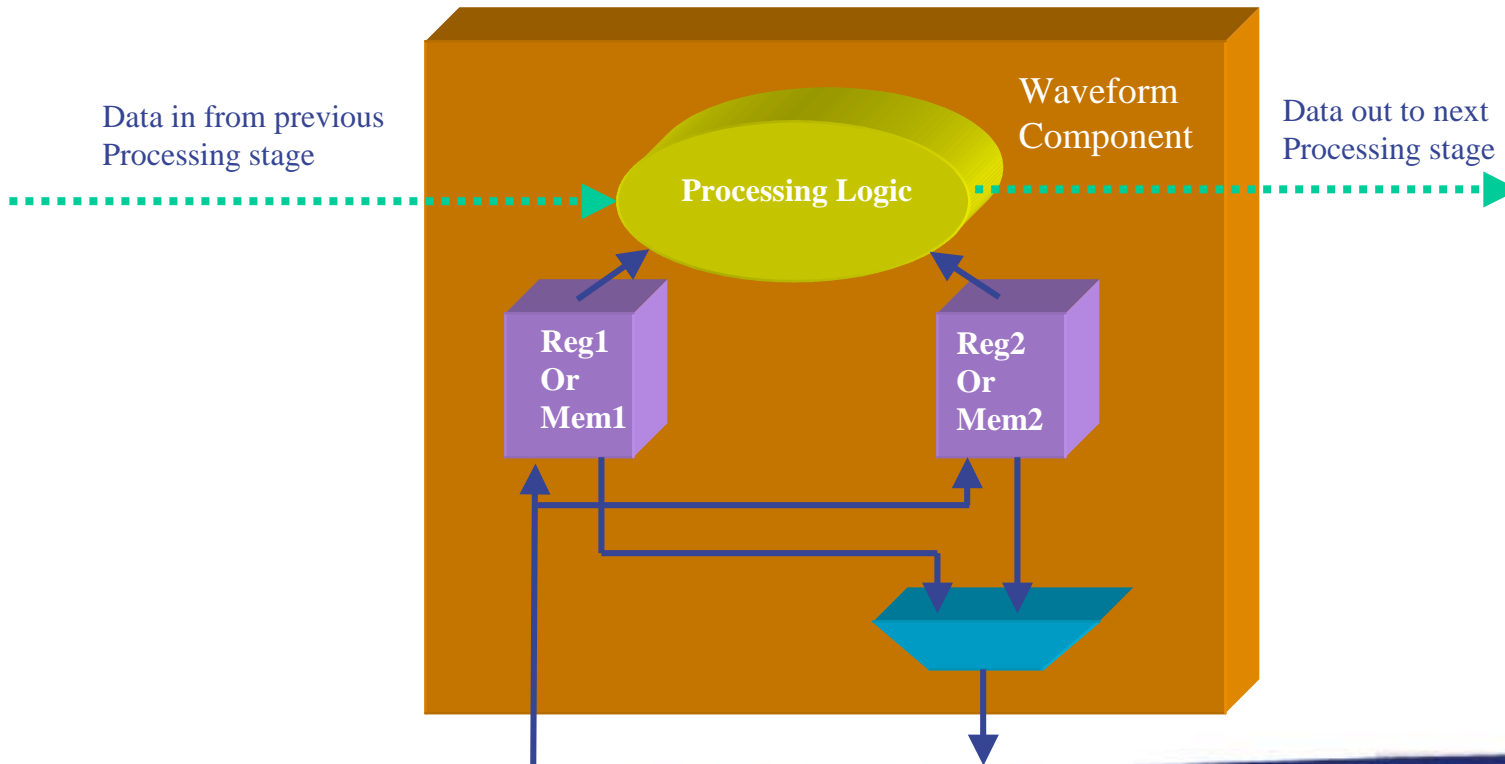 Data in from previous
Processing stage
Waveform
Component
Data out to next
Processing stage
Processing Logic
Reg1
Or
Mem1
Reg2
Or
Mem2